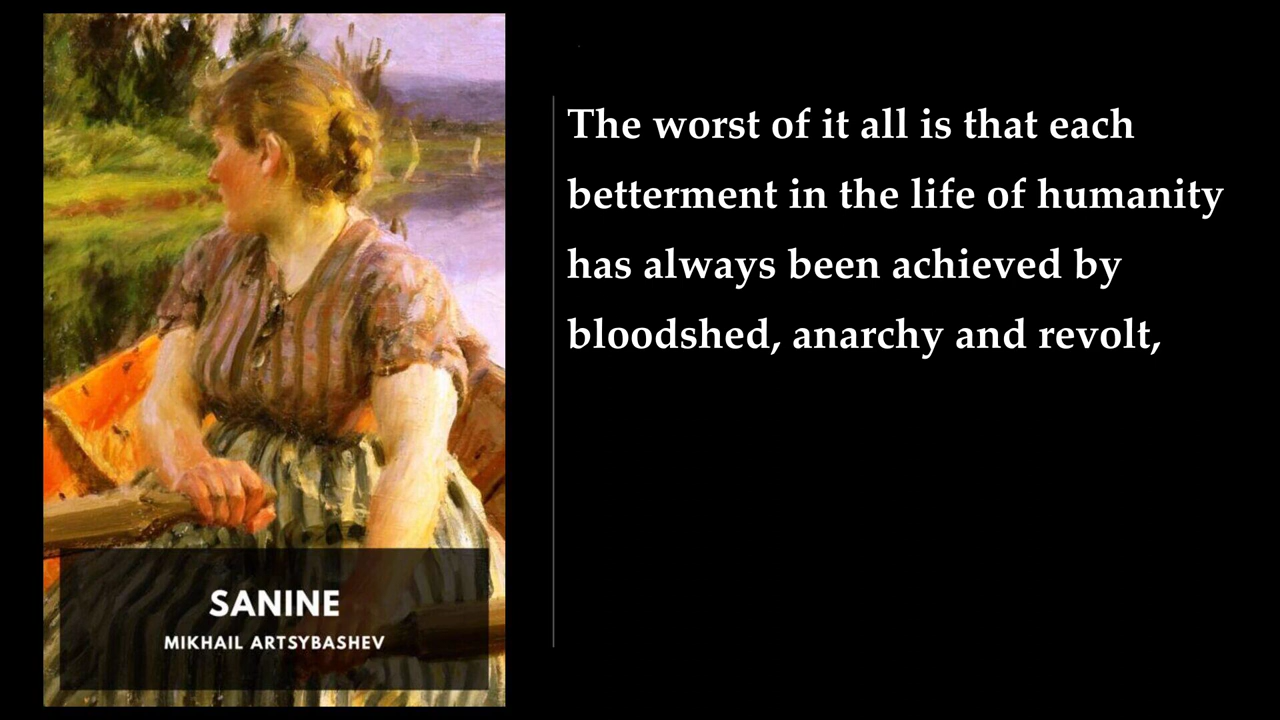 SANINE
MIKHAIL ARTSYBASHEV
The worst of it all is that each
betterment in the life of humanity
has always been achieved by
bloodshed, anarchy and revolt,